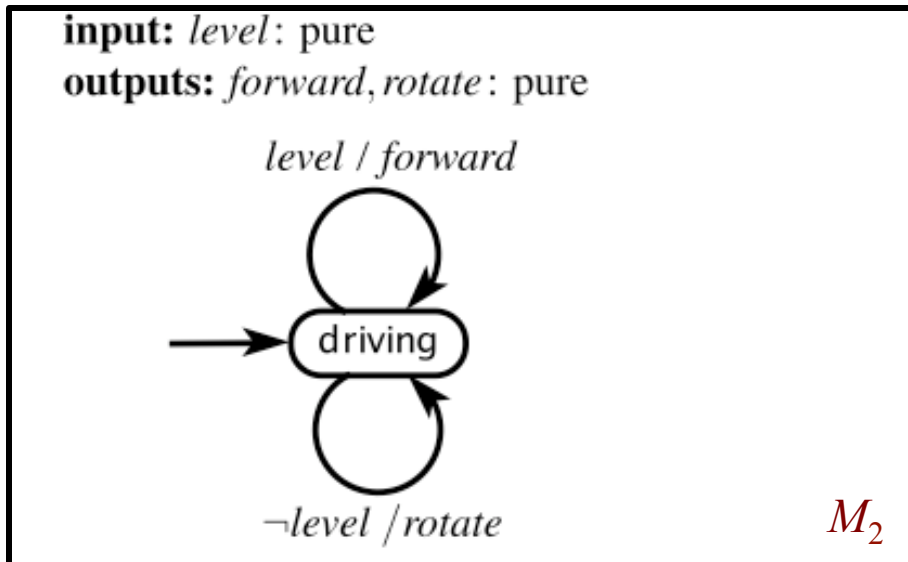 input: level: pure
outputs: forward, rotate: pure
level / forward
driving
¬level /rotate
M₂